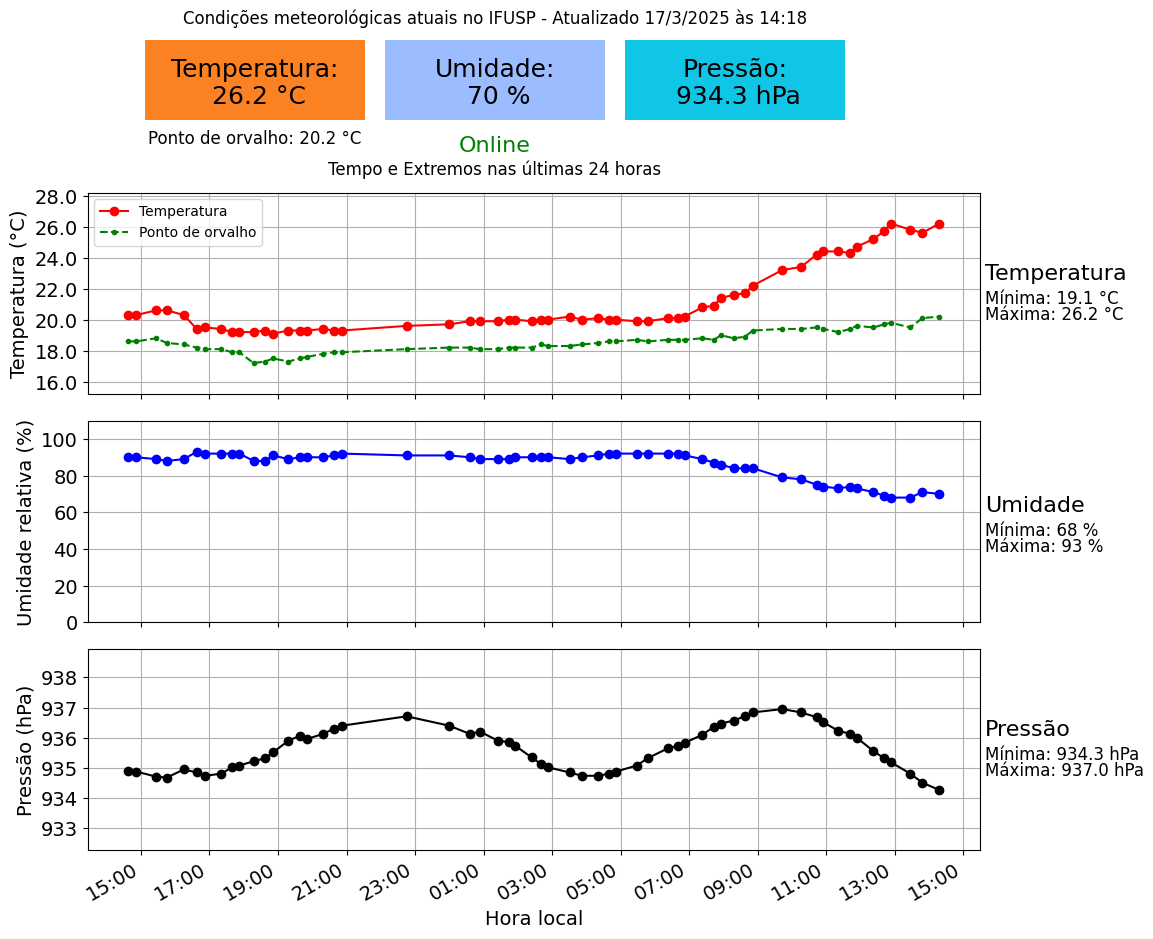 Condições meteorológicas atuais no IFUSP - Atualizado 17/3/2025 às 14:18
Temperatura:
26.2 °C
Umidade:
70 %
Pressão:
934.3 hPa
Ponto de orvalho: 20.2 °C
Online
Tempo e Extremos nas últimas 24 horas
Temperatura (°C)
28.0
26.0
24.0
22.0
20.0
18.0
16.0
Temperatura
Ponto de orvalho
Temperatura
Mínima: 19.1 °C
Máxima: 26.2 °C
Umidade relativa (%)
100
80
60
40
20
0
Umidade
Mínima: 68 %
Máxima: 93 %
Pressão (hPa)
938
937
936
935
934
933
Pressão
Mínima: 934.3 hPa
Máxima: 937.0 hPa
15:00 17:00 19:00 21:00 23:00 01:00 03:00 05:00 07:00 09:00 11:00 13:00 15:00
Hora local